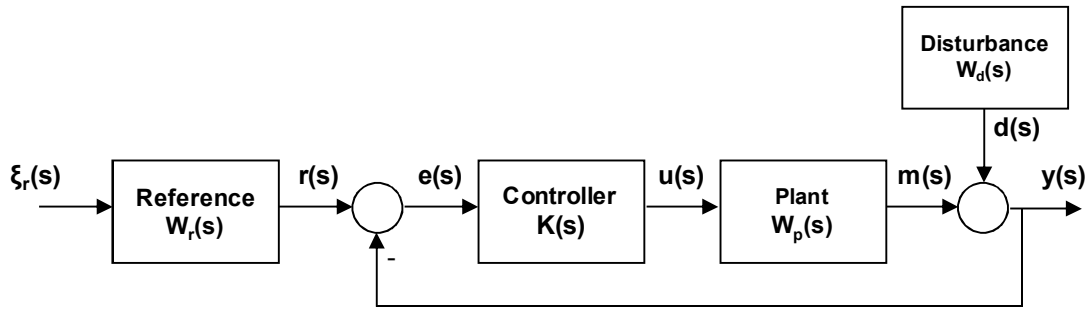 Disturbance
W_d(s)
d(s)
ξ_r(s)
Reference
W_r(s)
r(s)
e(s)
Controller
K(s)
u(s)
Plant
W_p(s)
m(s)
y(s)
-